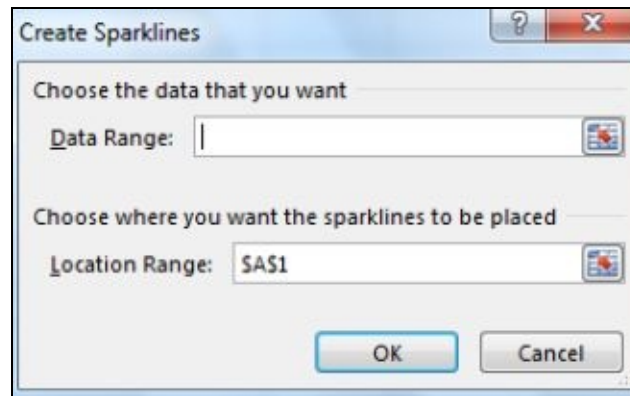 Create Sparklines
?
Choose the data that you want
Data Range:
Choose where you want the sparklines to be placed
Location Range: $A$1
OK Cancel